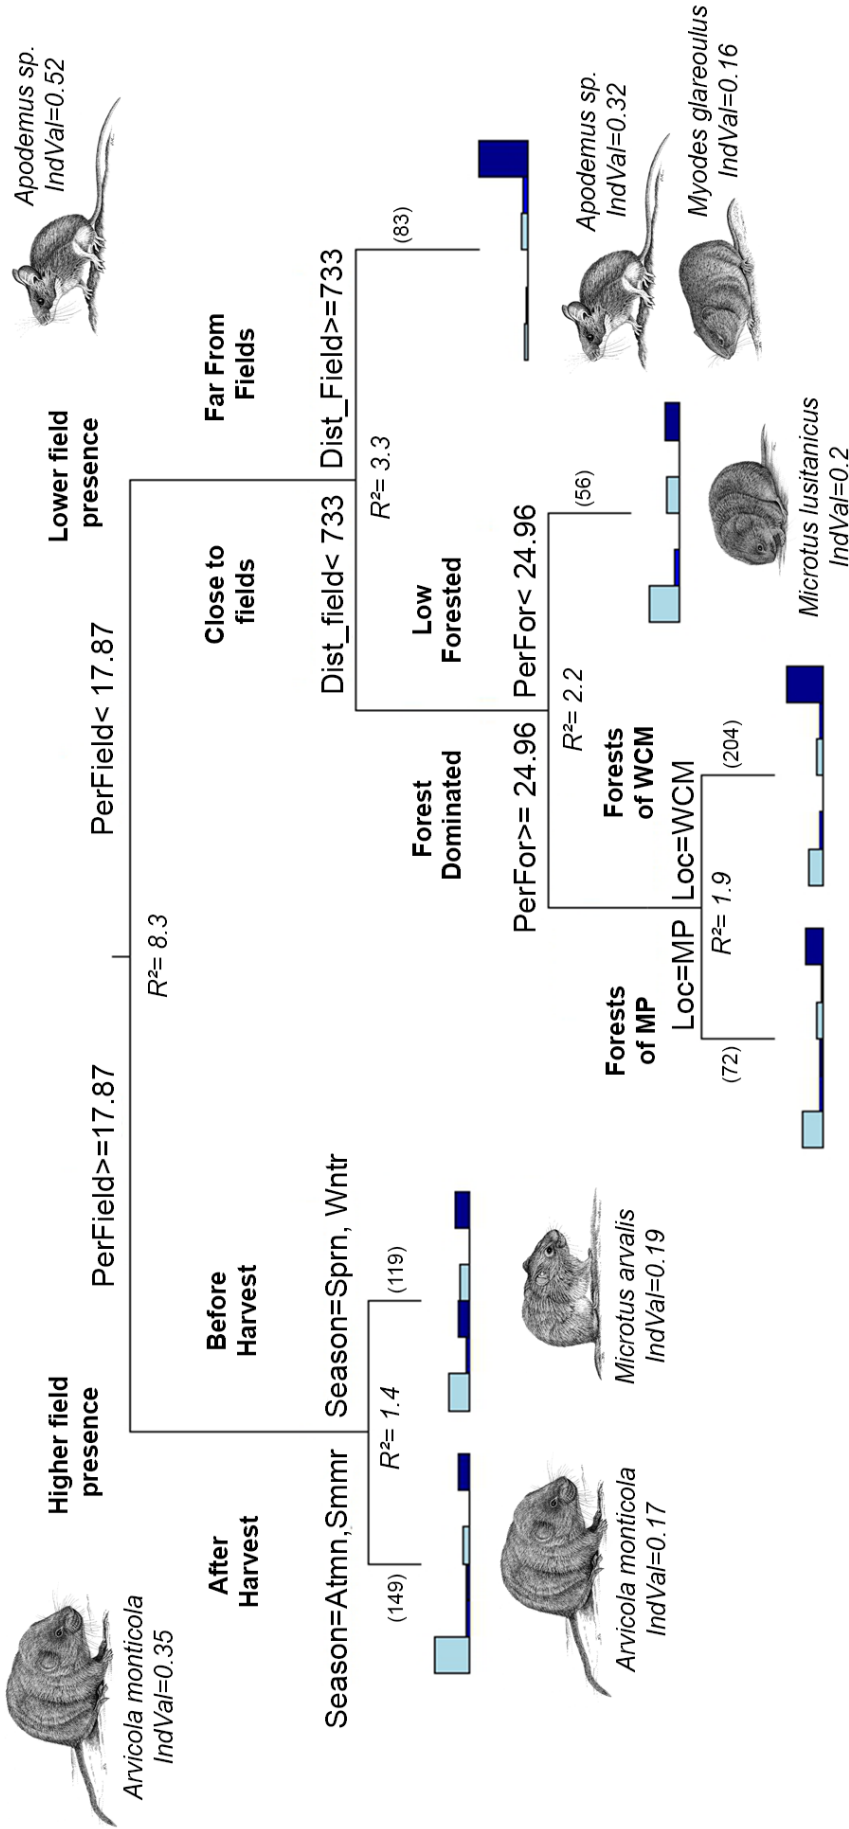 Arvicola monticola
IndVal=0.35
Higher field
presence
Lower field
presence
Apodemus sp.
IndVal=0.52
PerField>=17.87
PerField< 17.87
R²= 8.3
After
Harvest
Before
Harvest
Close to
fields
Far From
Fields
Season=Atmn,Smmr
Season=Sprn, Wntr
R²= 1.4
(149)
(119)
Dist_field< 733
Dist_Field>=733
R²= 3.3
(83)
Forest
Dominated
Low
Forested
PerFor>= 24.96
PerFor< 24.96
R²= 2.2
(56)
Arvicola monticola
IndVal=0.17
Microtus arvalis
IndVal=0.19
Forests
of MP
Forests
of WCM
Loc=MP
Loc=WCM
R²= 1.9
(72)
(204)
Apodemus sp.
IndVal=0.32
Myodes glareoulus
IndVal=0.16
Microtus lusitanicus
IndVal=0.2